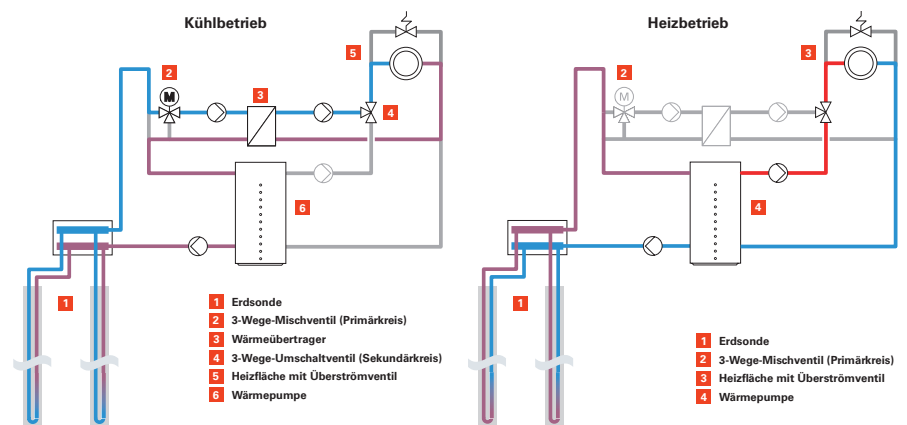 Kühlbetrieb
2
M
3
5
4
6
1
1 Erdsonde
2 3-Wege-Mischventil (Primärkreis)
3 Wärmeübertrager
4 3-Wege-Umschaltventil (Sekundärkreis)
5 Heizfläche mit Überströmventil
6 Wärmepumpe
Heizbetrieb
2
M
3
4
1
1 Erdsonde
2 3-Wege-Mischventil (Primärkreis)
3 Heizfläche mit Überströmventil
4 Wärmepumpe